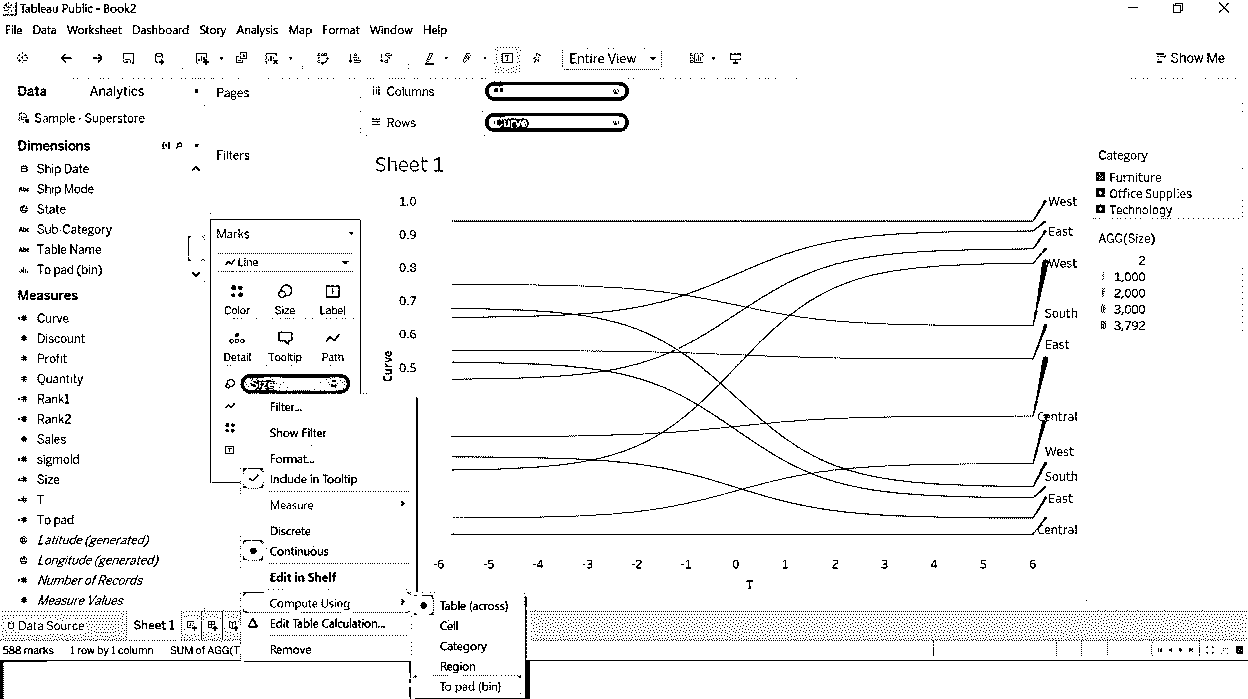 Tableau Public - Book2
File Data Worksheet Dashboard Story Analysis Map Format Window Help
Entire View
Show Me
Data Analytics
Sample - Superstore
Dimensions
Ship Date
Ship Mode
State
Sub-Category
Table Name
To pad (bin)
Measures
Curve
Discount
Profit
Quantity
Rank1
Rank2
Sales
sigmoid
Size
T
To pad
Latitude (generated)
Longitude (generated)
Number of Records
Measure Values
Pages
Filters
Marks
Line
Color Size Label
Detail Tooltip Path
Size
Filter...
Show Filter
Format...
Include in Tooltip
Measure
Discrete
Continuous
Edit in Shelf
Compute Using
Edit Table Calculation...
Remove
Table (across)
Cell
Category
Region
To pad (bin)
Columns
Rows
Curve
Sheet 1
1.0
0.9
0.8
0.7
0.6
0.5
Curve
West
East
West
South
East
Central
West
South
East
Central
-6 -5 -4 -3 -2 -1 0 1 2 3 4 5 6
T
Category
Furniture
Office Supplies
Technology
AGG(Size)
2
1,000
2,000
3,000
3,792
Data Source Sheet 1
588 marks 1 row by 1 column SUM of AGG(T